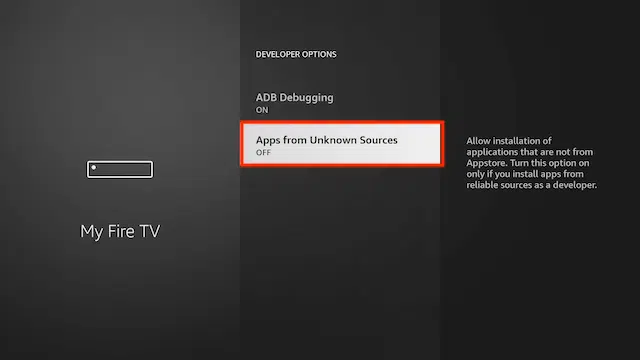 DEVELOPER OPTIONS
ADB Debugging
ON
Apps from Unknown Sources
OFF
My Fire TV
Allow installation of
applications that are not from
Appstore. Turn this option on
only if you install apps from
reliable sources as a developer.